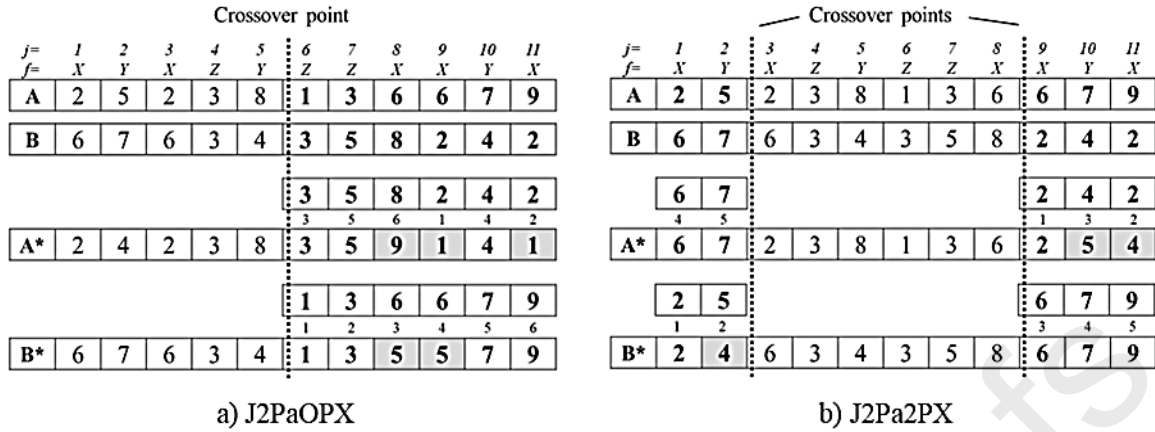 Crossover point
j= 1 2 3 4 5 6 7 8 9 10 11
f= X Y X Z Y Z Z X X Y X
A 2 5 2 3 8 1 3 6 6 7 9
B 6 7 6 3 4 3 5 8 2 4 2
3 5 8 2 4 2
3 5 6 1 4 2
A* 2 4 2 3 8 3 5 9 1 4 1
1 3 6 6 7 9
1 2 3 4 5 6
B* 6 7 6 3 4 1 3 5 5 7 9
a) J2PaOPX
Crossover points
j= 1 2 3 4 5 6 7 8 9 10 11
f= X Y X Z Y Z Z X X Y X
A 2 5 2 3 8 1 3 6 6 7 9
B 6 7 6 3 4 3 5 8 2 4 2
6 7 2 4 2
4 5 1 3 2
A* 6 7 2 3 8 1 3 6 2 5 4
2 5 6 7 9
1 2 3 4 5
B* 2 4 6 3 4 3 5 8 6 7 9
b) J2Pa2PX
fs